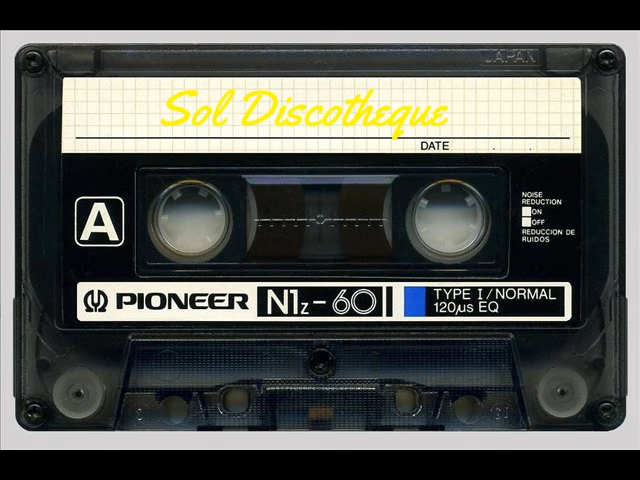 JAPAN
Sol Discotheque
DATE
A
NOISE
REDUCTION
ON
OFF
REDUCCION DE
RUIDOS
PIONEER N1z-60 TYPE I/NORMAL
120μs EQ